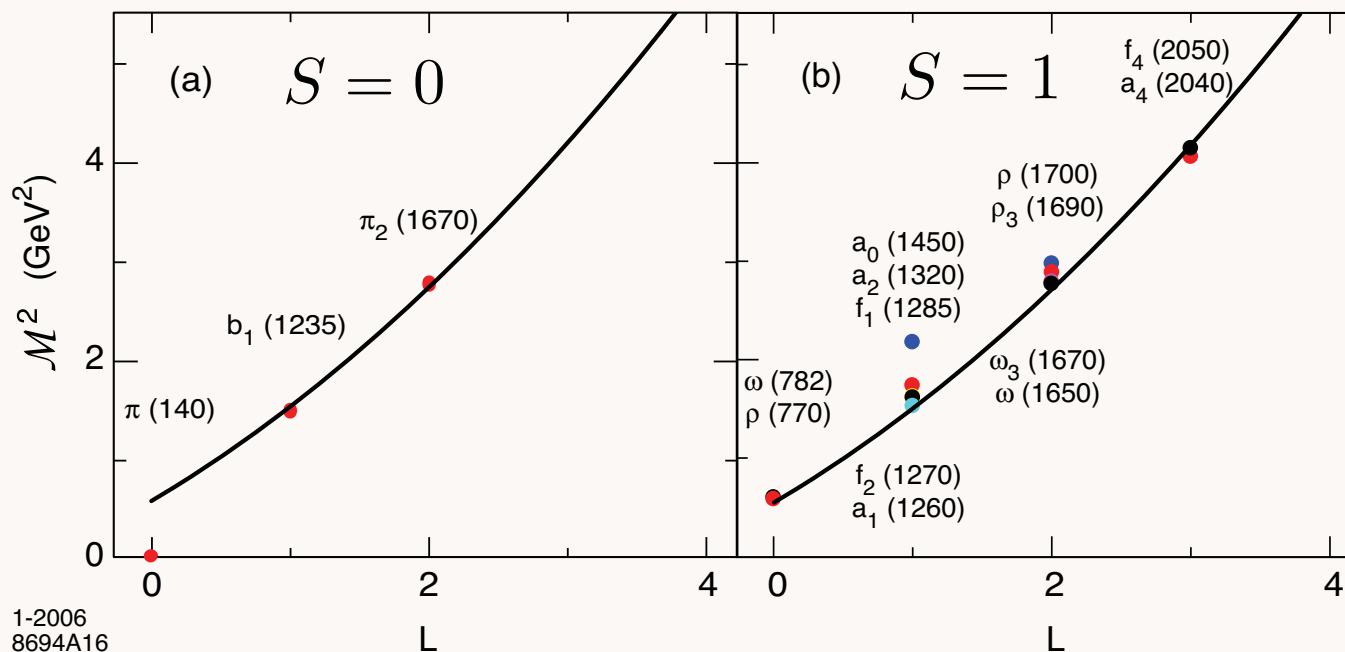 (a) S = 0
π₂ (1670)
b₁ (1235)
π (140)
ℳ² (GeV²)
4
2
0
0 2 4
L
(b) S = 1
f₄ (2050)
a₄ (2040)
ρ (1700)
ρ₃ (1690)
a₀ (1450)
a₂ (1320)
f₁ (1285)
ω (782)
ρ (770)
ω₃ (1670)
ω (1650)
f₂ (1270)
a₁ (1260)
0 2 4
L
1-2006
8694A16